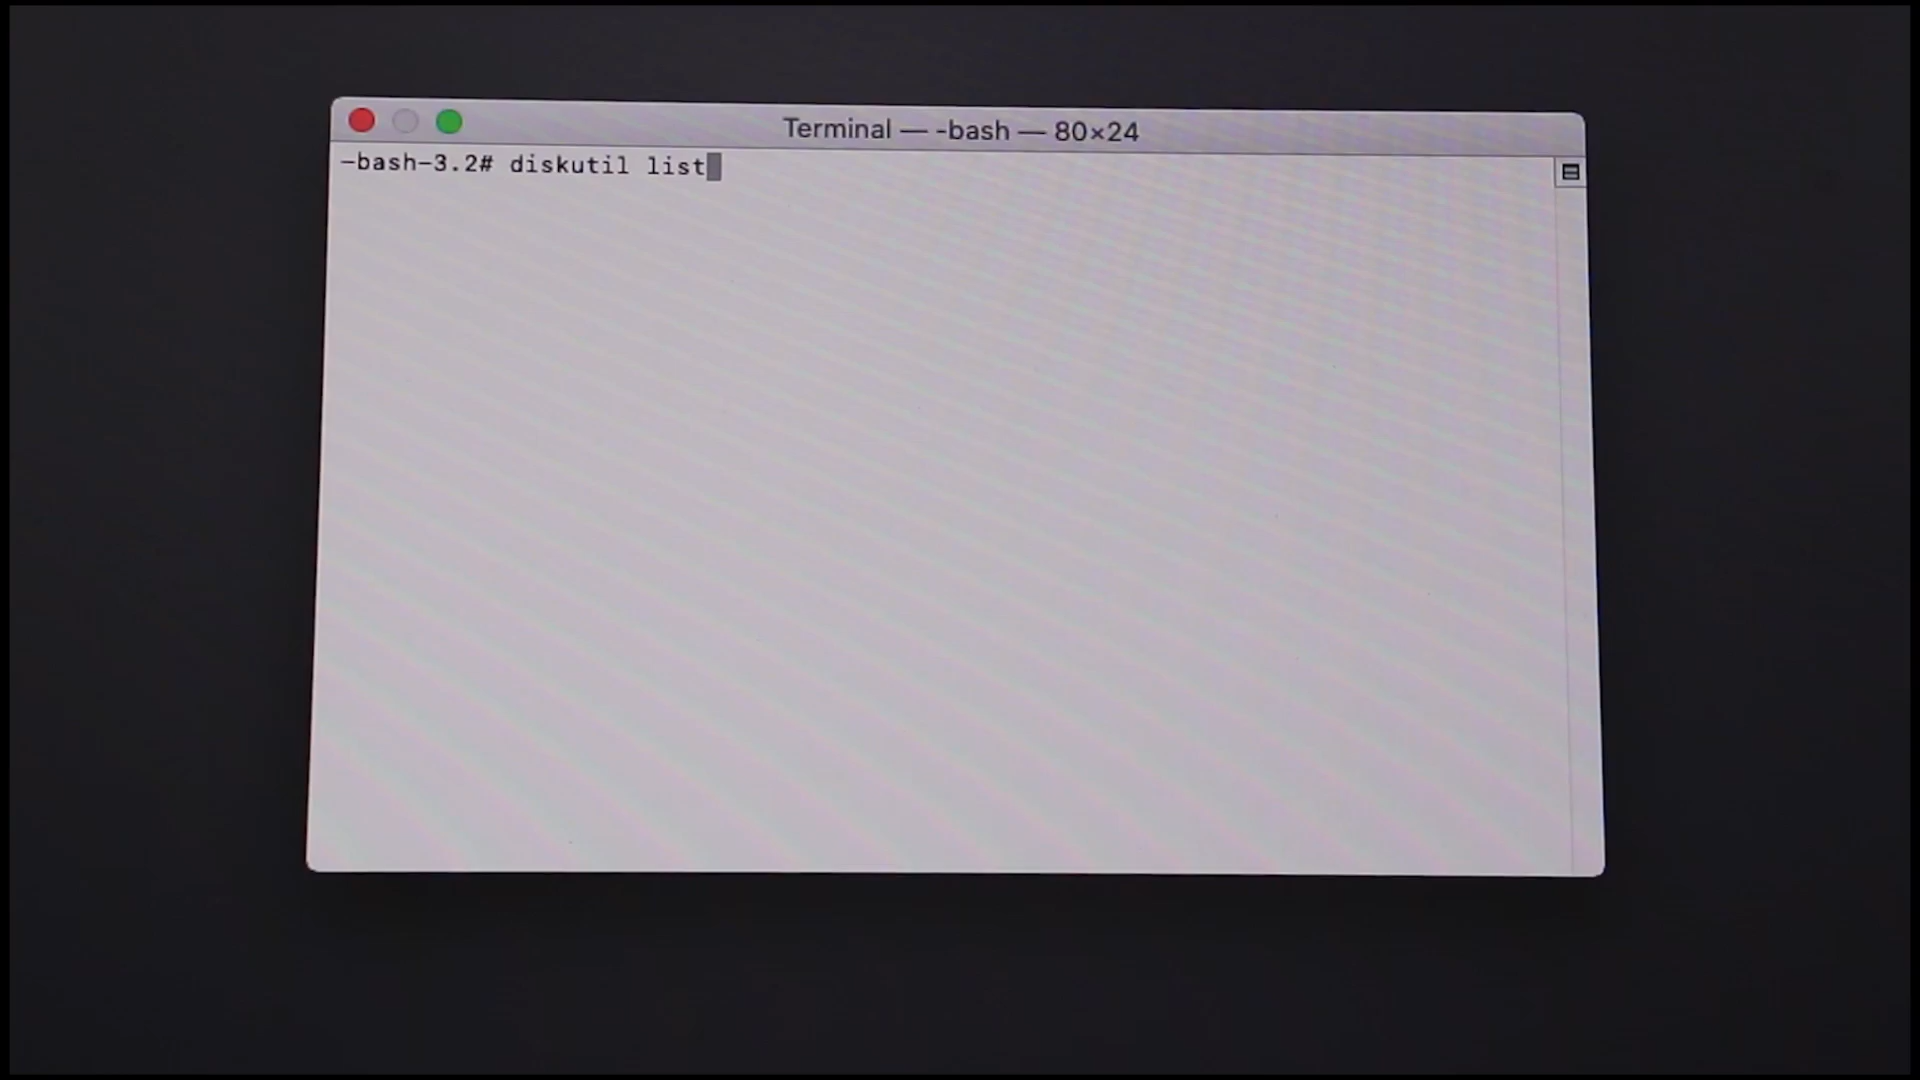 Terminal — -bash — 80×24
-bash-3.2# diskutil list